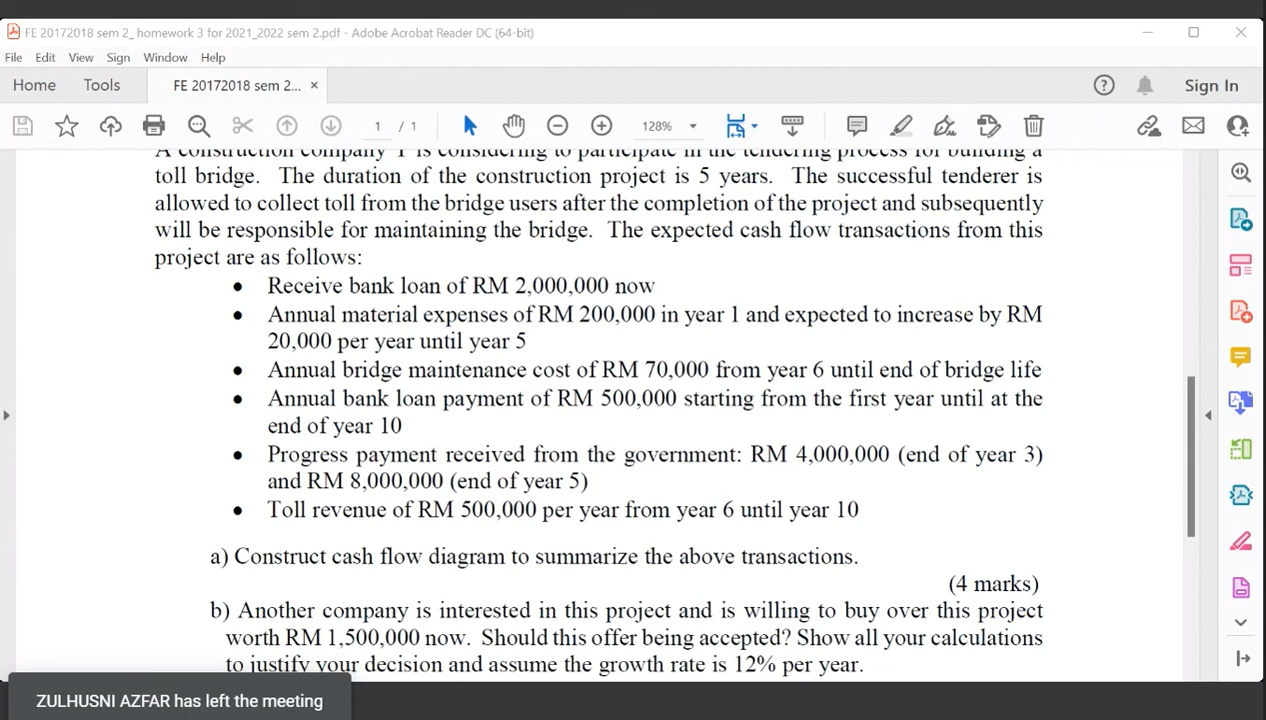 FE 20172018 sem 2_ homework 3 for 2021_2022 sem 2.pdf - Adobe Acrobat Reader DC (64-bit)
File Edit View Sign Window Help
Home Tools FE 20172018 sem 2... × Sign In
1 / 1 128%
A construction company Y is considering to participate in the tendering process for building a
toll bridge. The duration of the construction project is 5 years. The successful tenderer is
allowed to collect toll from the bridge users after the completion of the project and subsequently
will be responsible for maintaining the bridge. The expected cash flow transactions from this
project are as follows:
• Receive bank loan of RM 2,000,000 now
• Annual material expenses of RM 200,000 in year 1 and expected to increase by RM
20,000 per year until year 5
• Annual bridge maintenance cost of RM 70,000 from year 6 until end of bridge life
• Annual bank loan payment of RM 500,000 starting from the first year until at the
end of year 10
• Progress payment received from the government: RM 4,000,000 (end of year 3)
and RM 8,000,000 (end of year 5)
• Toll revenue of RM 500,000 per year from year 6 until year 10
a) Construct cash flow diagram to summarize the above transactions.
(4 marks)
b) Another company is interested in this project and is willing to buy over this project
worth RM 1,500,000 now. Should this offer being accepted? Show all your calculations
to justify your decision and assume the growth rate is 12% per year.
ZULHUSNI AZFAR has left the meeting